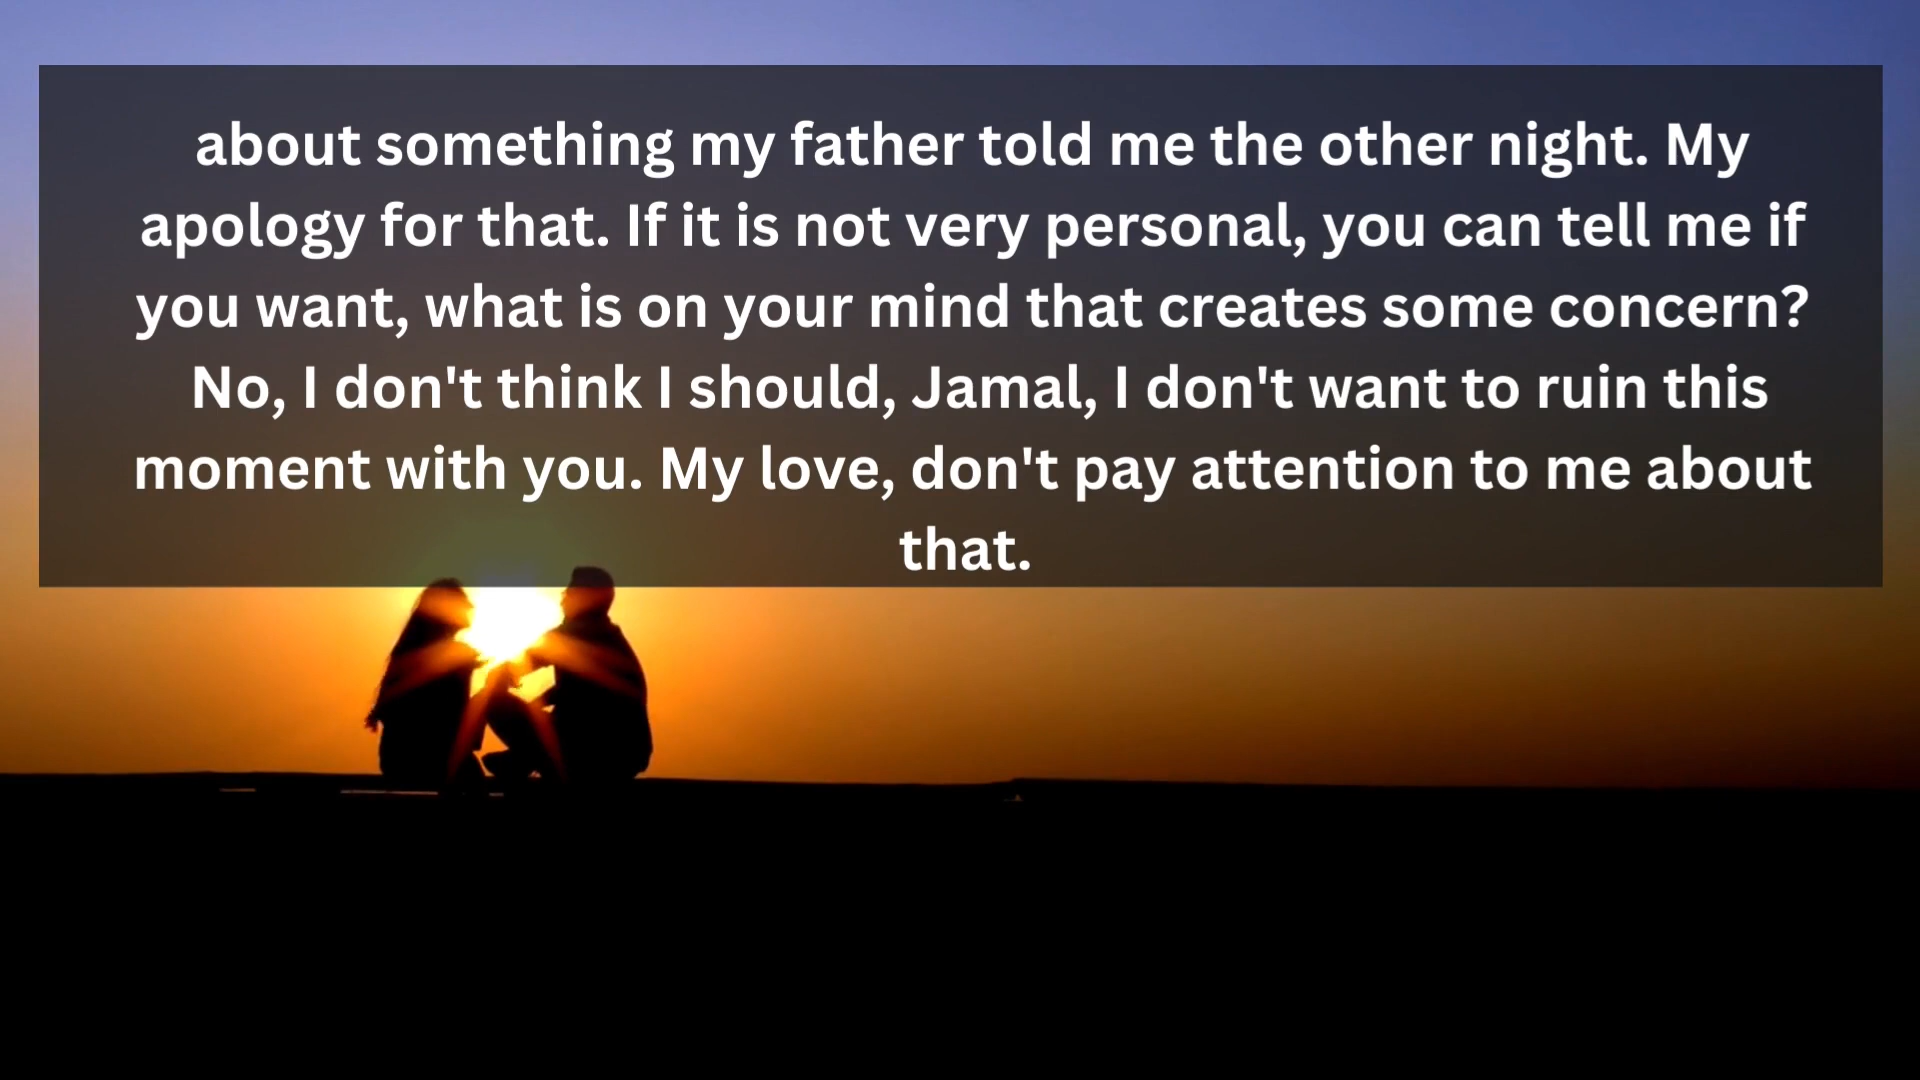 about something my father told me the other night. My
apology for that. If it is not very personal, you can tell me if
you want, what is on your mind that creates some concern?
No, I don't think I should, Jamal, I don't want to ruin this
moment with you. My love, don't pay attention to me about
that.